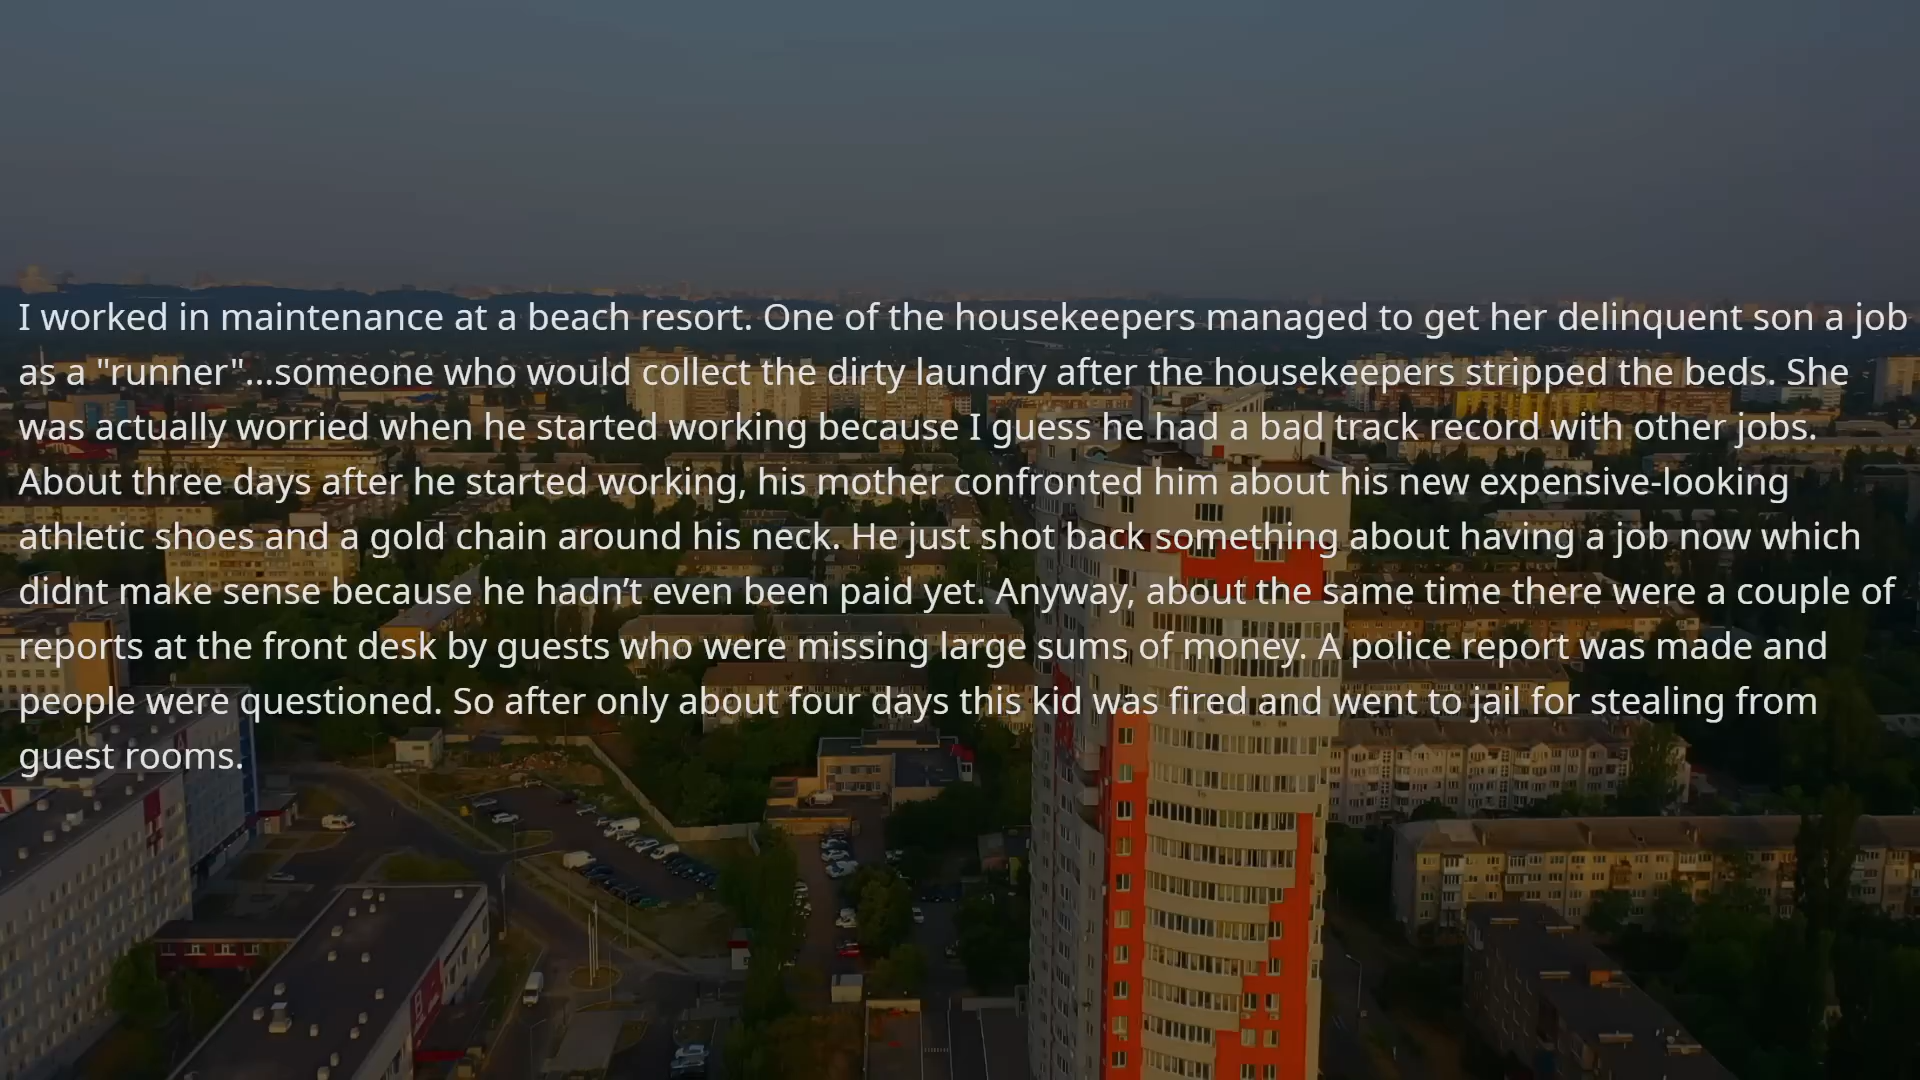 I worked in maintenance at a beach resort. One of the housekeepers managed to get her delinquent son a job
as a "runner"...someone who would collect the dirty laundry after the housekeepers stripped the beds. She
was actually worried when he started working because I guess he had a bad track record with other jobs.
About three days after he started working, his mother confronted him about his new expensive-looking
athletic shoes and a gold chain around his neck. He just shot back something about having a job now which
didnt make sense because he hadn’t even been paid yet. Anyway, about the same time there were a couple of
reports at the front desk by guests who were missing large sums of money. A police report was made and
people were questioned. So after only about four days this kid was fired and went to jail for stealing from
guest rooms.